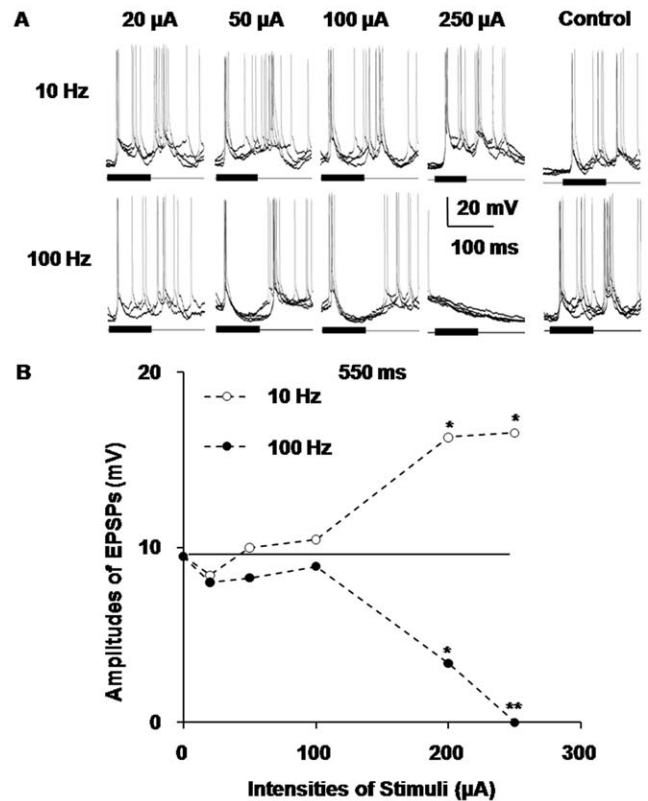 A 20 µA 50 µA 100 µA 250 µA Control
10 Hz
20 mV
100 ms
100 Hz
B 550 ms
20
10 Hz
100 Hz
* *
10
*
**
0
0 100 200 300
Amplitudes of EPSPs (mV)
Intensities of Stimuli (µA)